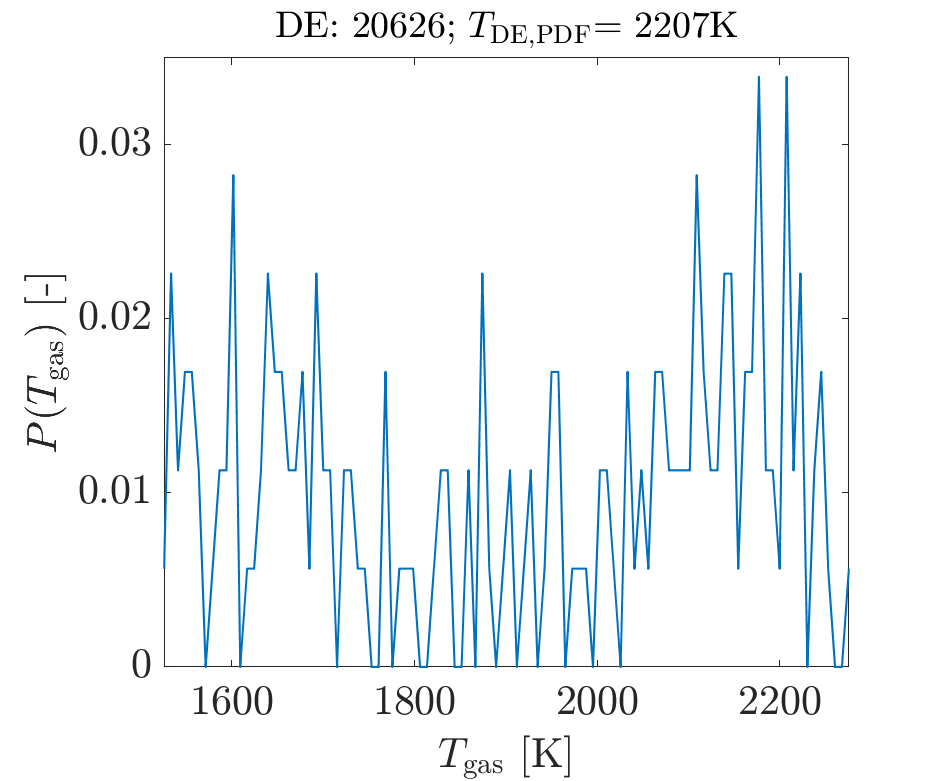 DE: 20626; T_DE,PDF= 2207K
0.03
0.02
0.01
0
P(T_gas) [-]
1600 1800 2000 2200
T_gas [K]